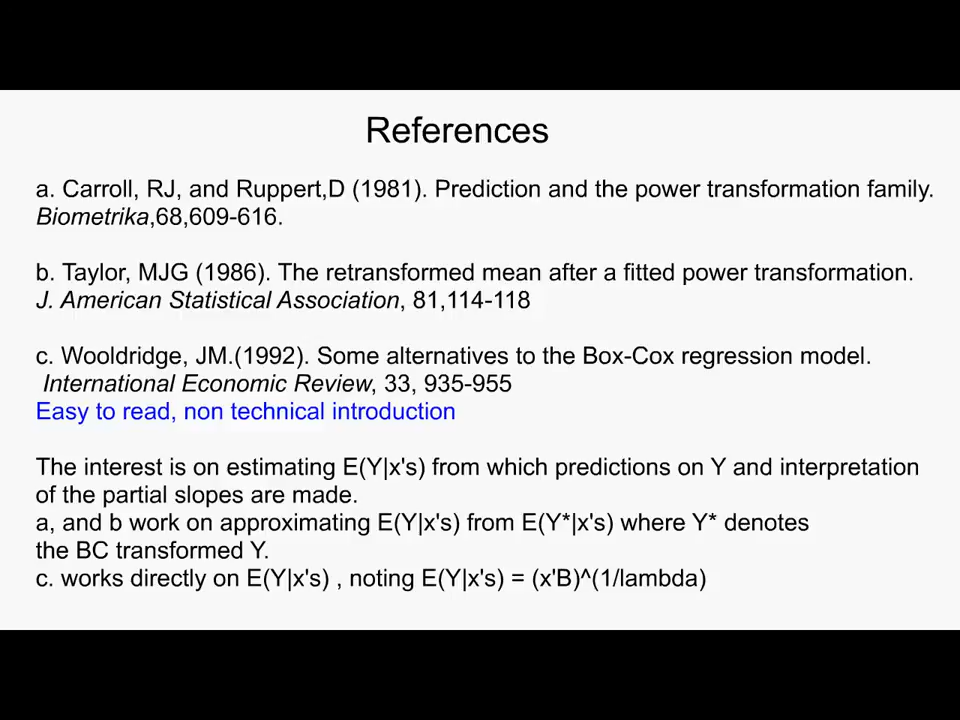 References
a. Carroll, RJ, and Ruppert,D (1981). Prediction and the power transformation family.
Biometrika,68,609-616.
b. Taylor, MJG (1986). The retransformed mean after a fitted power transformation.
J. American Statistical Association, 81,114-118
c. Wooldridge, JM.(1992). Some alternatives to the Box-Cox regression model.
International Economic Review, 33, 935-955
Easy to read, non technical introduction
The interest is on estimating E(Y|x's) from which predictions on Y and interpretation
of the partial slopes are made.
a, and b work on approximating E(Y|x's) from E(Y*|x's) where Y* denotes
the BC transformed Y.
c. works directly on E(Y|x's) , noting E(Y|x's) = (x'B)^(1/lambda)